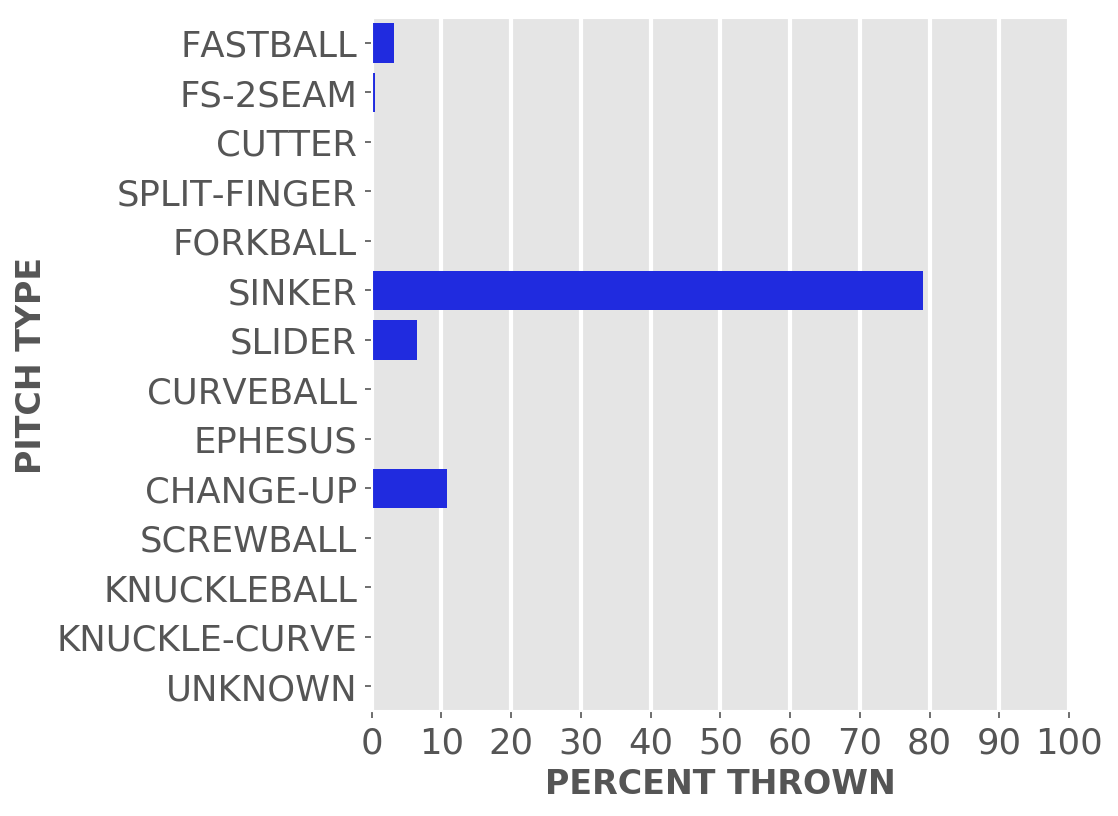 PITCH TYPE
FASTBALL
FS-2SEAM
CUTTER
SPLIT-FINGER
FORKBALL
SINKER
SLIDER
CURVEBALL
EPHESUS
CHANGE-UP
SCREWBALL
KNUCKLEBALL
KNUCKLE-CURVE
UNKNOWN
0 10 20 30 40 50 60 70 80 90 100
PERCENT THROWN